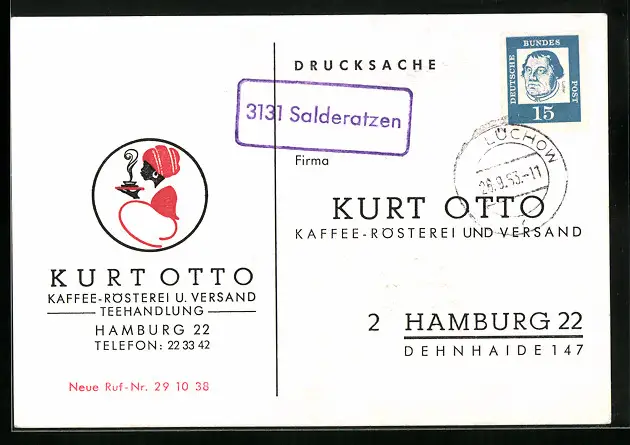 DRUCKSACHE
DEUTSCHE BUNDES POST
Luther
15
3131 Salderatzen
LÜCHOW
Firma
KURT OTTO
KAFFEE-RÖSTEREI UND VERSAND
2 HAMBURG 22
DEHNHAIDE 147
KURT OTTO
KAFFEE-RÖSTEREI U. VERSAND
TEEHANDLUNG
HAMBURG 22
TELEFON: 22 33 42
Neue Ruf-Nr. 29 10 38